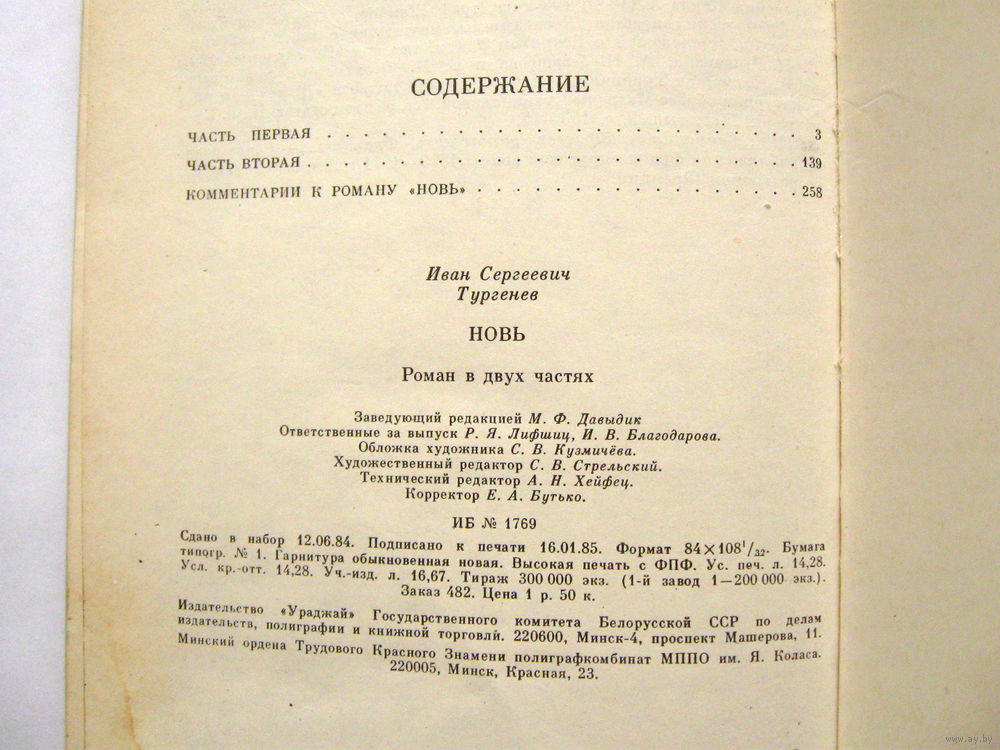 СОДЕРЖАНИЕ
ЧАСТЬ ПЕРВАЯ . . . . . . . . . . . . . . . . . . . . . . . . . . 3
ЧАСТЬ ВТОРАЯ . . . . . . . . . . . . . . . . . . . . . . . . . . 139
КОММЕНТАРИИ К РОМАНУ «НОВЬ» . . . . . . . . . . . . . . . . . 258
Иван Сергеевич
Тургенев
НОВЬ
Роман в двух частях
Заведующий редакцией М. Ф. Давыдик
Ответственные за выпуск Р. Я. Лифшиц, И. В. Благодарова.
Обложка художника С. В. Кузмичёва.
Художественный редактор С. В. Стрельский.
Технический редактор А. Н. Хейфец.
Корректор Е. А. Бутько.
ИБ № 1769
Сдано в набор 12.06.84. Подписано к печати 16.01.85. Формат 84×108¹/₃₂. Бумага
типогр. № 1. Гарнитура обыкновенная новая. Высокая печать с ФПФ. Ус. печ. л. 14,28.
Усл. кр.-отт. 14,28. Уч.-изд. л. 16,67. Тираж 300 000 экз. (1-й завод 1—200 000 экз.).
Заказ 482. Цена 1 р. 50 к.
Издательство «Ураджай» Государственного комитета Белорусской ССР по делам
издательств, полиграфии и книжной торговли. 220600, Минск-4, проспект Машерова, 11.
Минский ордена Трудового Красного Знамени полиграфкомбинат МППО им. Я. Коласа.
220005, Минск, Красная, 23.
www.ay.by